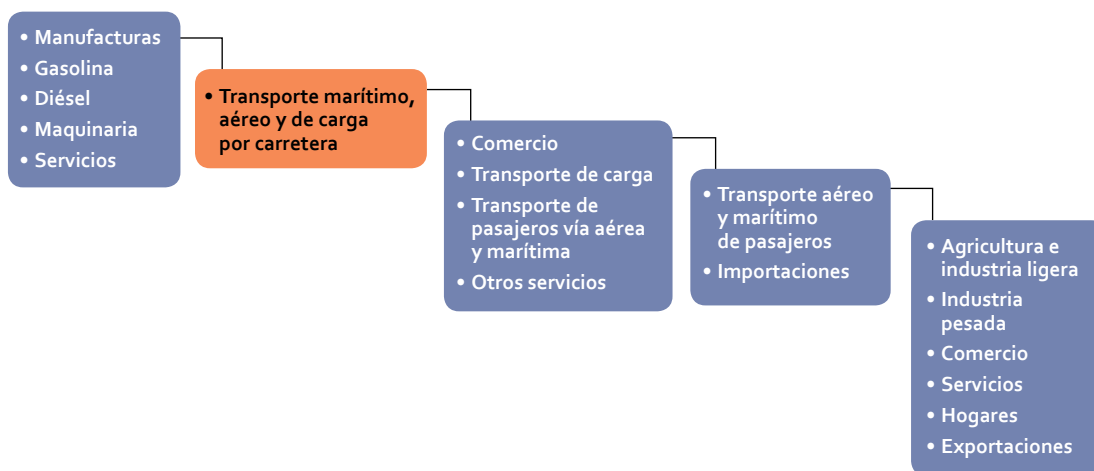 • Manufacturas
• Gasolina
• Diésel
• Maquinaria
• Servicios
• Transporte marítimo,
aéreo y de carga
por carretera
• Comercio
• Transporte de carga
• Transporte de
pasajeros vía aérea
y marítima
• Otros servicios
• Transporte aéreo
y marítimo
de pasajeros
• Importaciones
• Agricultura e
industria ligera
• Industria
pesada
• Comercio
• Servicios
• Hogares
• Exportaciones